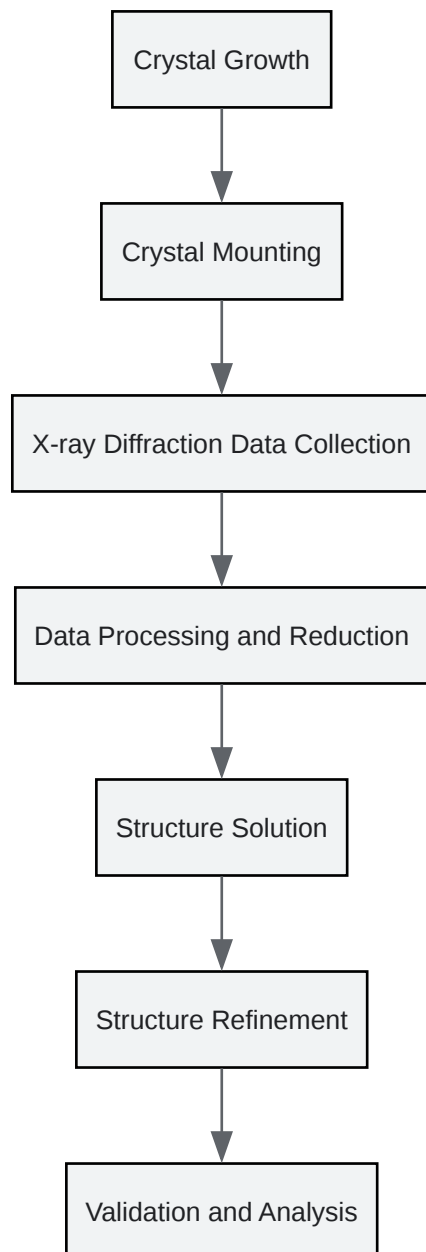 Crystal Growth
Crystal Mounting
X-ray Diffraction Data Collection
Data Processing and Reduction
Structure Solution
Structure Refinement
Validation and Analysis